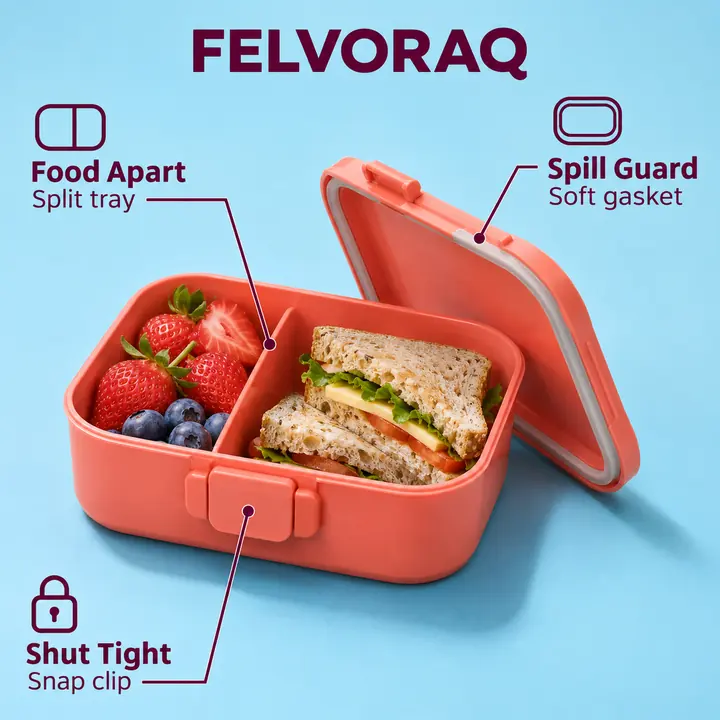 FELVORAQ
Food Apart
Split tray
Spill Guard
Soft gasket
Shut Tight
Snap clip